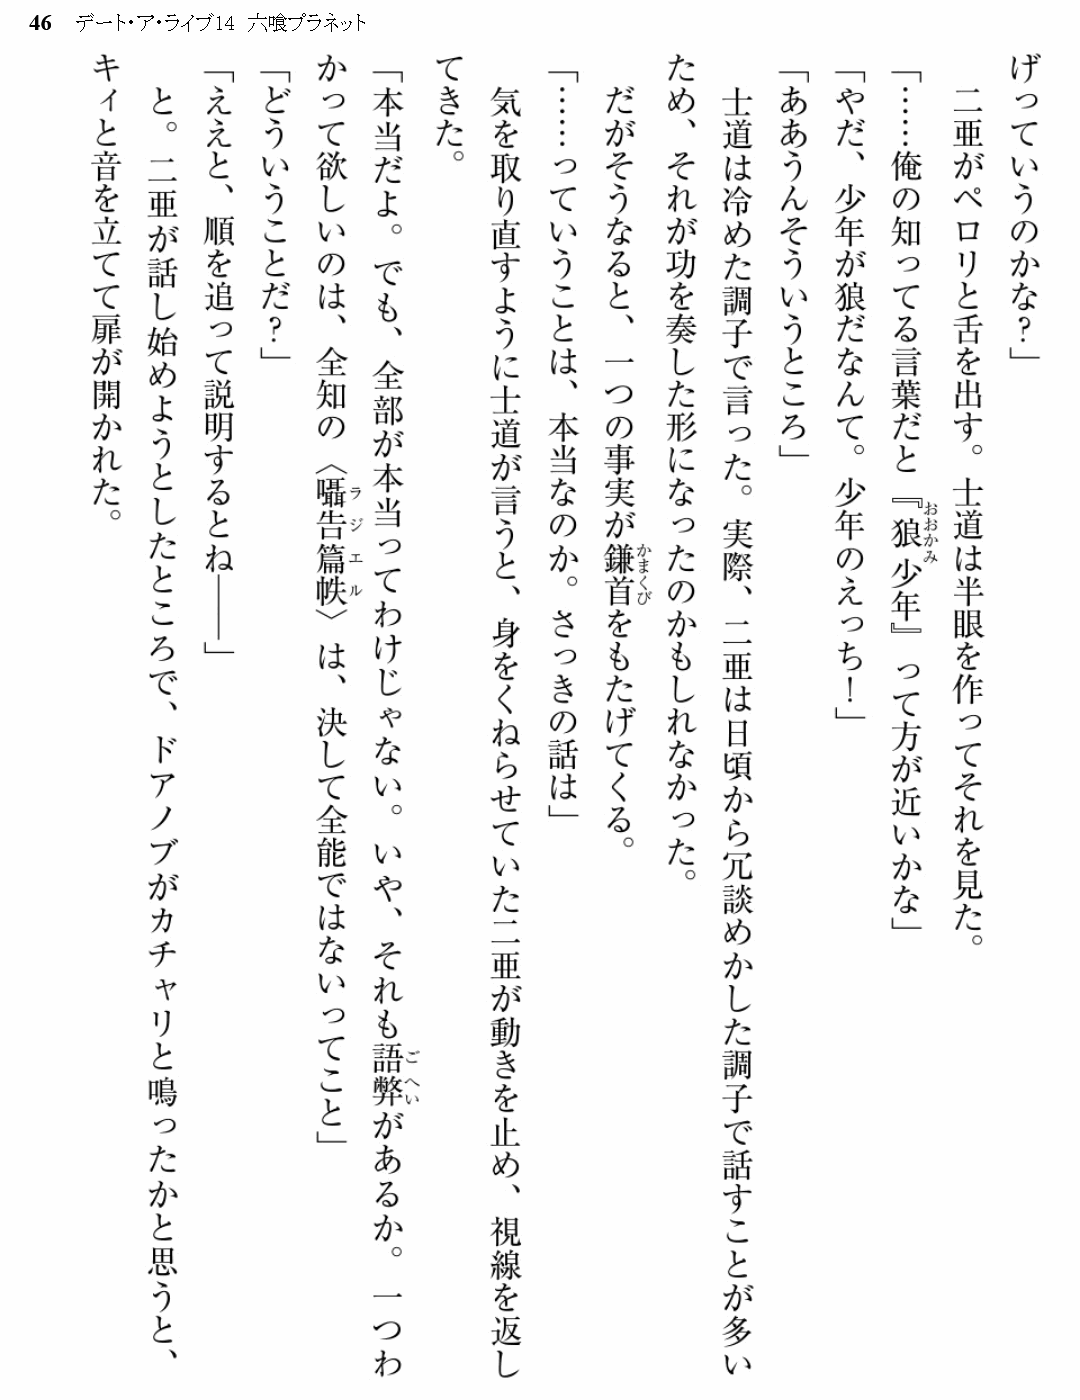 46 デート・ア・ライブ14 六喰プラネット
げっていうのかな？」
二亜がペロリと舌を出す。士道は半眼を作ってそれを見た。
「……俺の知ってる言葉だと『狼少年』って方が近いかな」
「やだ、少年が狼だなんて。少年のえっち！」
「ああうんそういうところ」
士道は冷めた調子で言った。実際、二亜は日頃から冗談めかした調子で話すことが多い
ため、それが功を奏した形になったのかもしれなかった。
だがそうなると、一つの事実が鎌首をもたげてくる。
「……っていうことは、本当なのか。さっきの話は」
気を取り直すように士道が言うと、身をくねらせていた二亜が動きを止め、視線を返し
てきた。
「本当だよ。でも、全部が本当ってわけじゃない。いや、それも語弊があるか。一つわ
かって欲しいのは、全知の〈囁告篇帙〉は、決して全能ではないってこと」
「どういうことだ？」
「ええと、順を追って説明するとね――」
と。二亜が話し始めようとしたところで、ドアノブがカチャリと鳴ったかと思うと、
キィと音を立てて扉が開かれた。